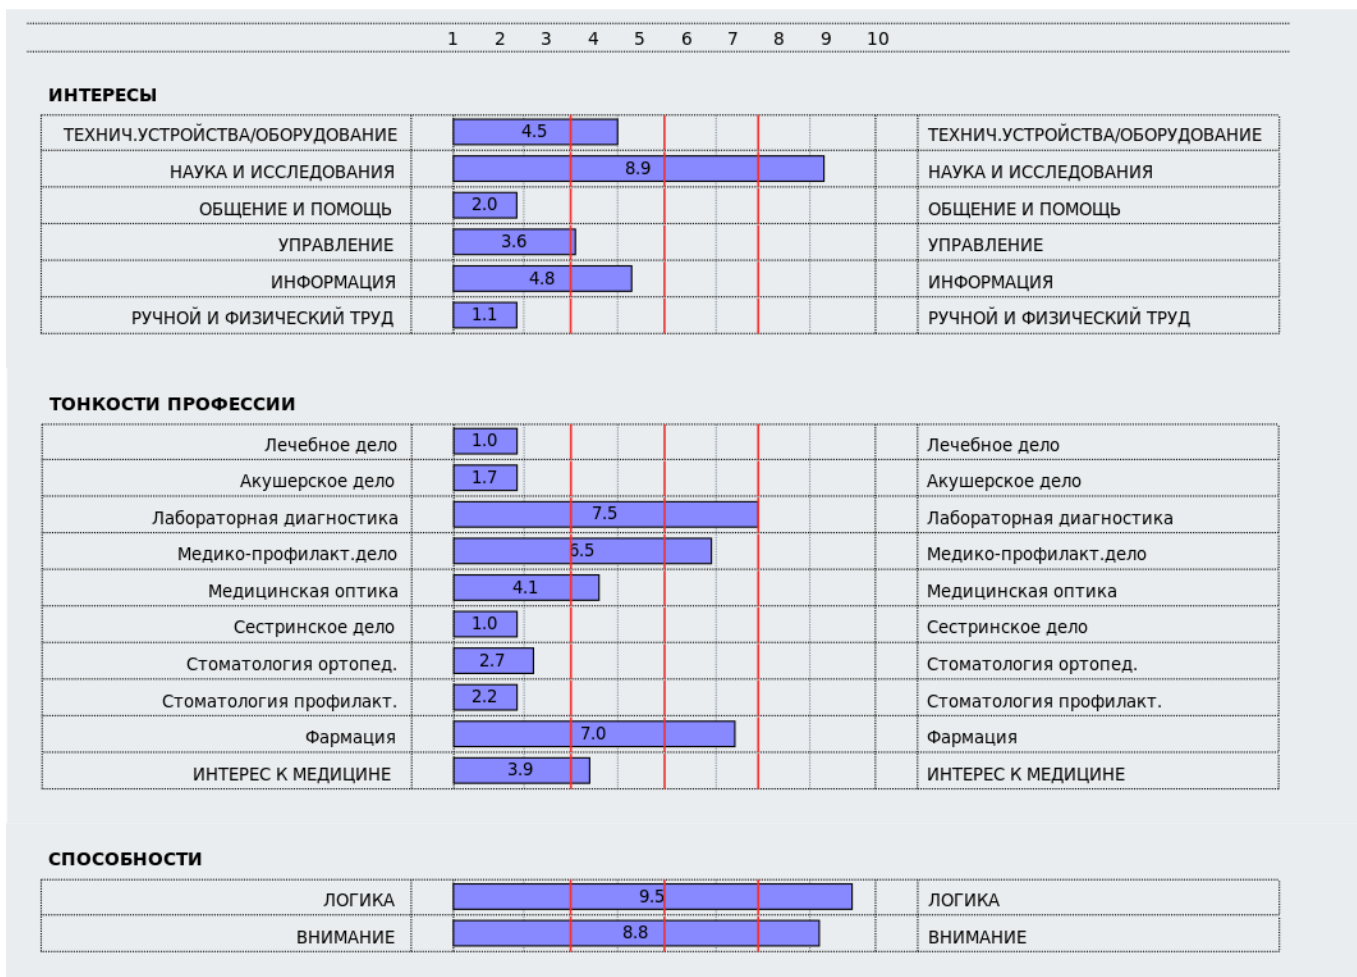 1 2 3 4 5 6 7 8 9 10
ИНТЕРЕСЫ
ТЕХНИЧ.УСТРОЙСТВА/ОБОРУДОВАНИЕ 4.5 ТЕХНИЧ.УСТРОЙСТВА/ОБОРУДОВАНИЕ
НАУКА И ИССЛЕДОВАНИЯ 8.9 НАУКА И ИССЛЕДОВАНИЯ
ОБЩЕНИЕ И ПОМОЩЬ 2.0 ОБЩЕНИЕ И ПОМОЩЬ
УПРАВЛЕНИЕ 3.6 УПРАВЛЕНИЕ
ИНФОРМАЦИЯ 4.8 ИНФОРМАЦИЯ
РУЧНОЙ И ФИЗИЧЕСКИЙ ТРУД 1.1 РУЧНОЙ И ФИЗИЧЕСКИЙ ТРУД
ТОНКОСТИ ПРОФЕССИИ
Лечебное дело 1.0 Лечебное дело
Акушерское дело 1.7 Акушерское дело
Лабораторная диагностика 7.5 Лабораторная диагностика
Медико-профилакт.дело 6.5 Медико-профилакт.дело
Медицинская оптика 4.1 Медицинская оптика
Сестринское дело 1.0 Сестринское дело
Стоматология ортопед. 2.7 Стоматология ортопед.
Стоматология профилакт. 2.2 Стоматология профилакт.
Фармация 7.0 Фармация
ИНТЕРЕС К МЕДИЦИНЕ 3.9 ИНТЕРЕС К МЕДИЦИНЕ
СПОСОБНОСТИ
ЛОГИКА 9.5 ЛОГИКА
ВНИМАНИЕ 8.8 ВНИМАНИЕ